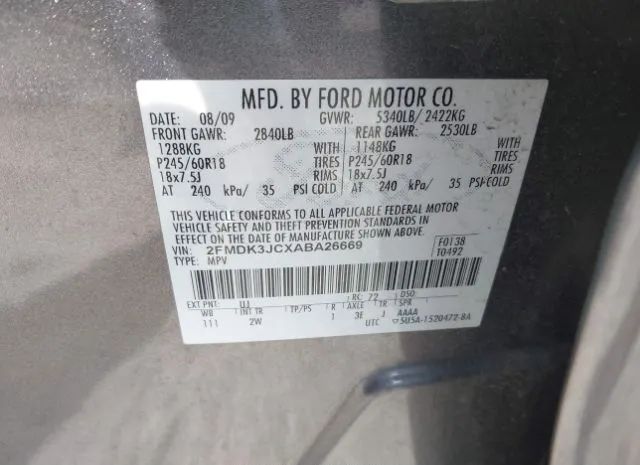 MFD. BY FORD MOTOR CO.
DATE: 08/09 GVWR: 5340LB/ 2422KG
FRONT GAWR: 2840LB REAR GAWR: 2530LB
1288KG WITH 1148KG WITH
P245/60R18 TIRES P245/60R18 TIRES
18x7.5J RIMS 18x7.5J RIMS
AT 240 kPa/ 35 PSI COLD AT 240 kPa/ 35 PSI COLD
THIS VEHICLE CONFORMS TO ALL APPLICABLE FEDERAL MOTOR
VEHICLE SAFETY AND THEFT PREVENTION STANDARDS IN
EFFECT ON THE DATE OF MANUFACTURE SHOWN ABOVE.
VIN: 2FMDK3JCXABA26669 F0138
TYPE: MPV T0492
EXT PNT: UJ RC: 72 DSO:
WB INT TR TP/PS R AXLE TR SPR
111 2W 1 3E J AAAA
UTC 5U5A-1520472-BA